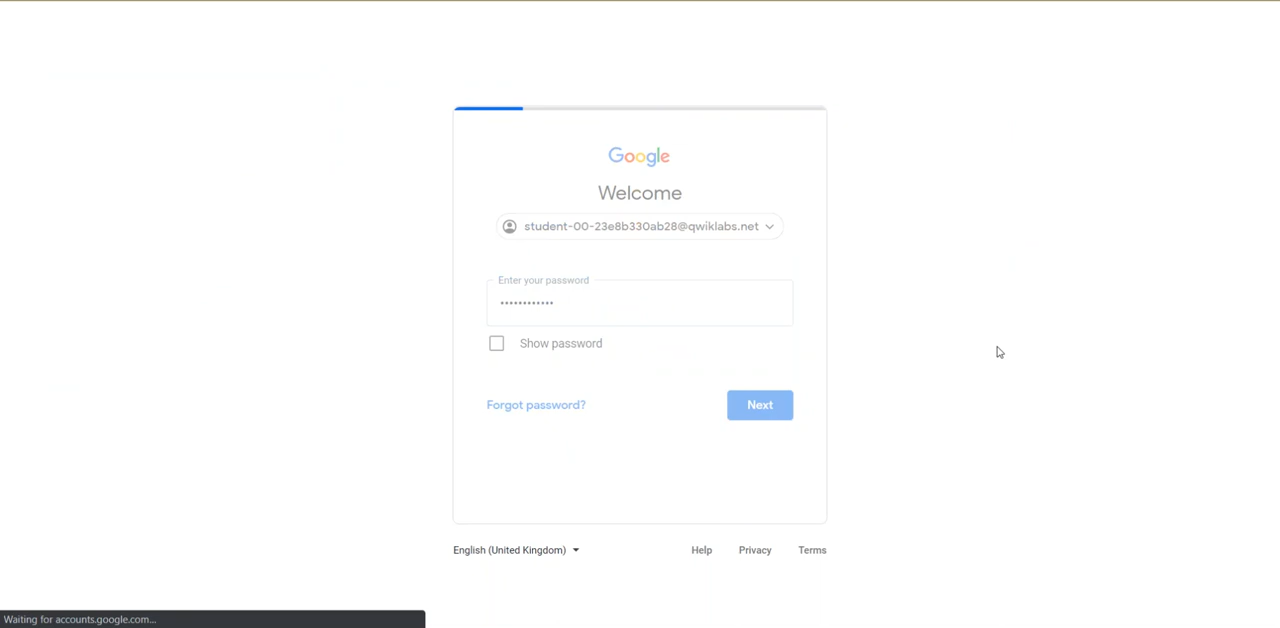 Google
Welcome
student-00-23e8b330ab28@qwiklabs.net
Enter your password
••••••••••••
Show password
Forgot password?
Next
English (United Kingdom)
Help
Privacy
Terms
Waiting for accounts.google.com...